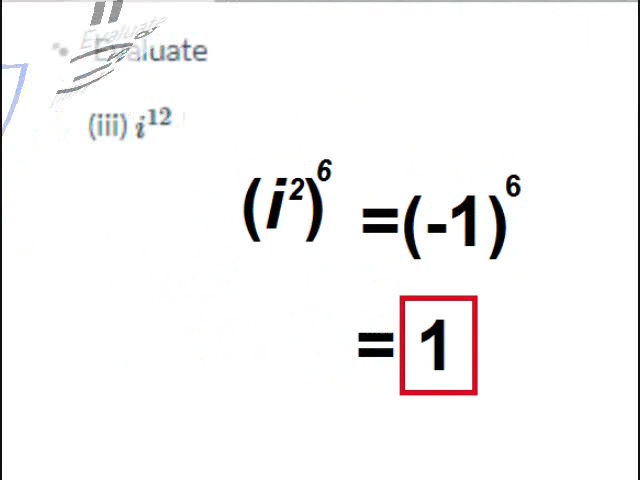 Evaluate
(iii) i¹²
(i²)⁶ =(-1)⁶
= 1